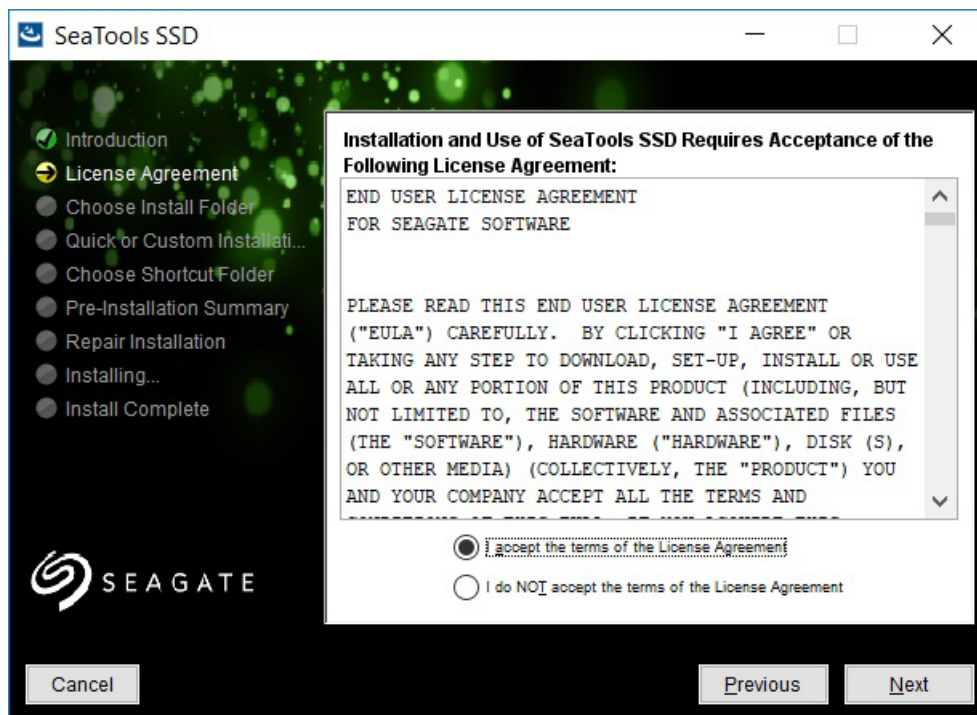 SeaTools SSD
Introduction
License Agreement
Choose Install Folder
Quick or Custom Installati...
Choose Shortcut Folder
Pre-Installation Summary
Repair Installation
Installing...
Install Complete
SEAGATE
Installation and Use of SeaTools SSD Requires Acceptance of the
Following License Agreement:
END USER LICENSE AGREEMENT
FOR SEAGATE SOFTWARE
PLEASE READ THIS END USER LICENSE AGREEMENT
("EULA") CAREFULLY.  BY CLICKING "I AGREE" OR
TAKING ANY STEP TO DOWNLOAD, SET-UP, INSTALL OR USE
ALL OR ANY PORTION OF THIS PRODUCT (INCLUDING, BUT
NOT LIMITED TO, THE SOFTWARE AND ASSOCIATED FILES
(THE "SOFTWARE"), HARDWARE ("HARDWARE"), DISK (S),
OR OTHER MEDIA) (COLLECTIVELY, THE "PRODUCT") YOU
AND YOUR COMPANY ACCEPT ALL THE TERMS AND
I accept the terms of the License Agreement
I do NOT accept the terms of the License Agreement
Cancel
Previous
Next